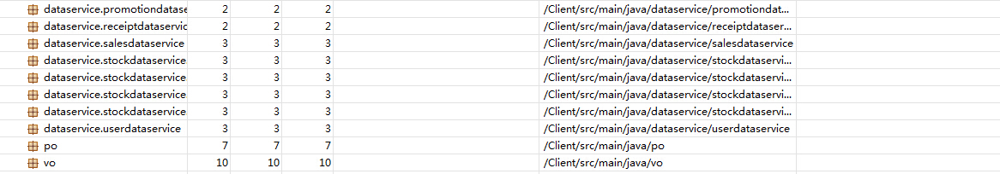 dataservice.promotiondatase 2 2 2 /Client/src/main/java/dataservice/promotiondat...
dataservice.receiptdataservic 2 2 2 /Client/src/main/java/dataservice/receiptdataser...
dataservice.salesdataservice 3 3 3 /Client/src/main/java/dataservice/salesdataservice
dataservice.stockdataservice 3 3 3 /Client/src/main/java/dataservice/stockdataservi...
dataservice.stockdataservice 3 3 3 /Client/src/main/java/dataservice/stockdataservi...
dataservice.stockdataservice 3 3 3 /Client/src/main/java/dataservice/stockdataservi...
dataservice.stockdataservice 3 3 3 /Client/src/main/java/dataservice/stockdataservi...
dataservice.userdataservice 3 3 3 /Client/src/main/java/dataservice/userdataservice
po 7 7 7 /Client/src/main/java/po
vo 10 10 10 /Client/src/main/java/vo